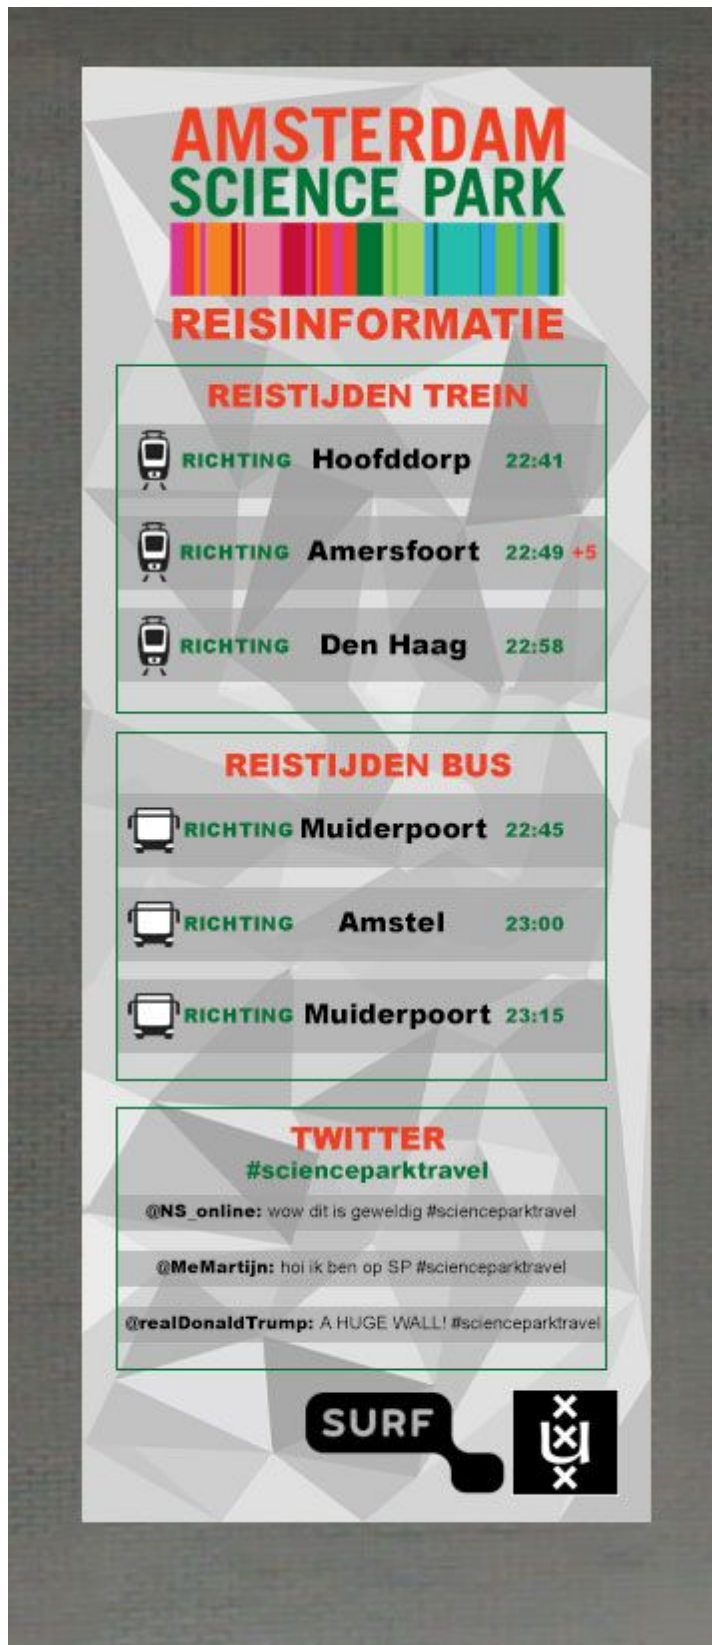 AMSTERDAM
SCIENCE PARK
REISINFORMATIE
REISTIJDEN TREIN
RICHTING Hoofddorp 22:41
RICHTING Amersfoort 22:49 +5
RICHTING Den Haag 22:58
REISTIJDEN BUS
RICHTING Muiderpoort 22:45
RICHTING Amstel 23:00
RICHTING Muiderpoort 23:15
TWITTER
#scienceparktravel
@NS_online: wow dit is geweldig #scienceparktravel
@MeMartijn: hoi ik ben op SP #scienceparktravel
@realDonaldTrump: A HUGE WALL! #scienceparktravel
SURF
U